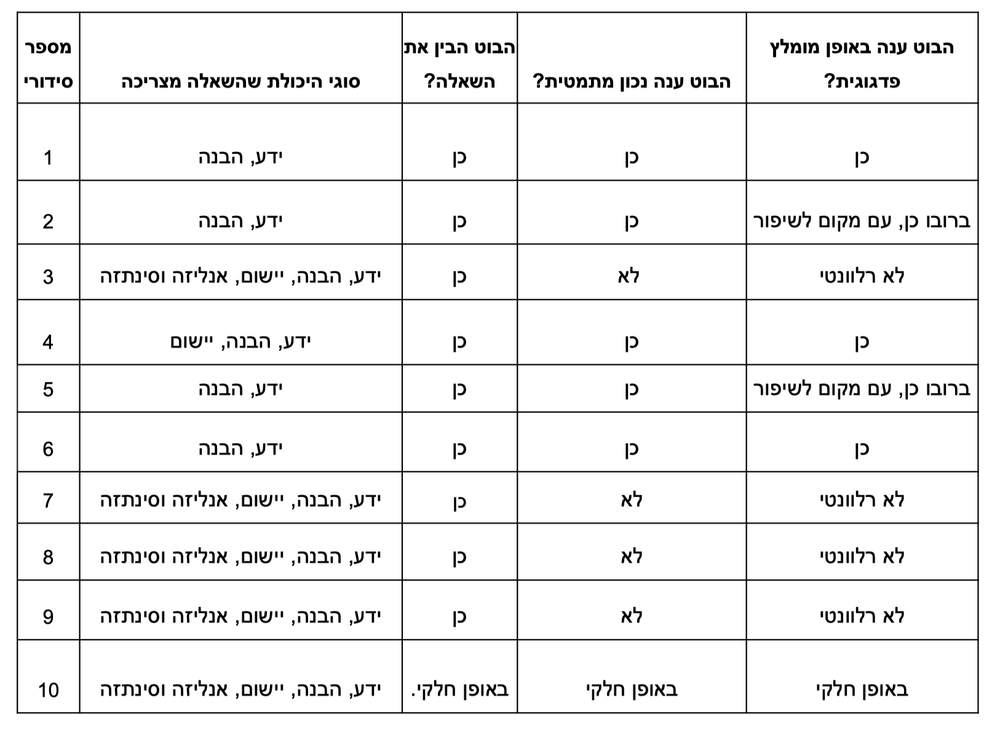 מספר סידורי | סוגי היכולת שהשאלה מצריכה | הבוט הבין את השאלה? | הבוט ענה נכון מתמטית? | הבוט ענה באופן מומלץ פדגוגית?
1 | ידע, הבנה | כן | כן | כן
2 | ידע, הבנה | כן | כן | ברובו כן, עם מקום לשיפור
3 | ידע, הבנה, יישום, אנליזה וסינתזה | כן | לא | לא רלוונטי
4 | ידע, הבנה, יישום | כן | כן | כן
5 | ידע, הבנה | כן | כן | ברובו כן, עם מקום לשיפור
6 | ידע, הבנה | כן | כן | כן
7 | ידע, הבנה, יישום, אנליזה וסינתזה | כן | לא | לא רלוונטי
8 | ידע, הבנה, יישום, אנליזה וסינתזה | כן | לא | לא רלוונטי
9 | ידע, הבנה, יישום, אנליזה וסינתזה | כן | לא | לא רלוונטי
10 | ידע, הבנה, יישום, אנליזה וסינתזה | באופן חלקי. | באופן חלקי | באופן חלקי